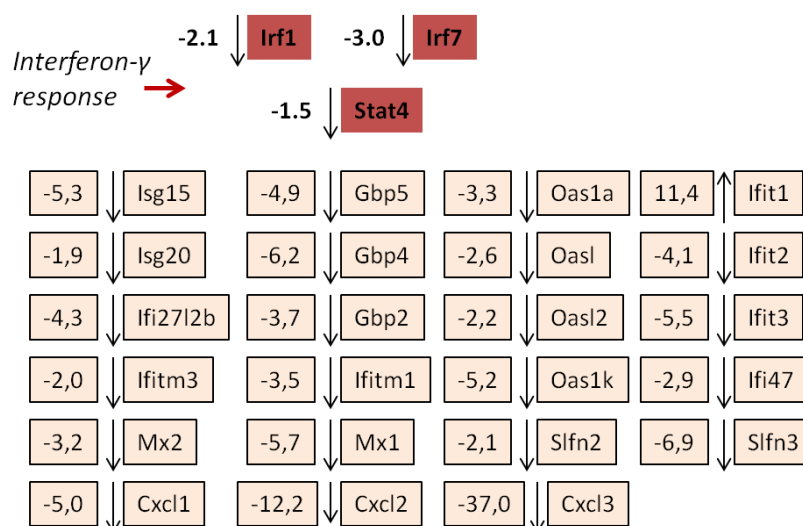 -2.1 Irf1 -3.0 Irf7
Interferon-γ
response
-1.5 Stat4
-5,3 Isg15 -4,9 Gbp5 -3,3 Oas1a 11,4 Ifit1
-1,9 Isg20 -6,2 Gbp4 -2,6 Oasl -4,1 Ifit2
-4,3 Ifi27l2b -3,7 Gbp2 -2,2 Oasl2 -5,5 Ifit3
-2,0 Ifitm3 -3,5 Ifitm1 -5,2 Oas1k -2,9 Ifi47
-3,2 Mx2 -5,7 Mx1 -2,1 Slfn2 -6,9 Slfn3
-5,0 Cxcl1 -12,2 Cxcl2 -37,0 Cxcl3